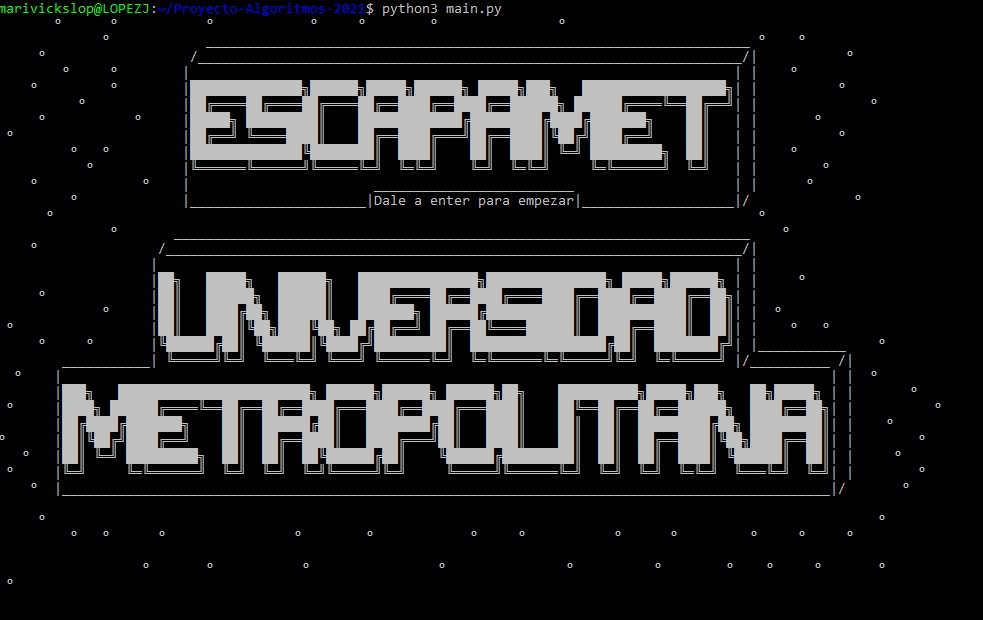 marivickslop@LOPEZJ:~/Proyecto-Algoritmos-2021$ python3 main.py
ESCAPAMET
Dale a enter para empezar
UNIVERSIDAD
METROPOLITANA